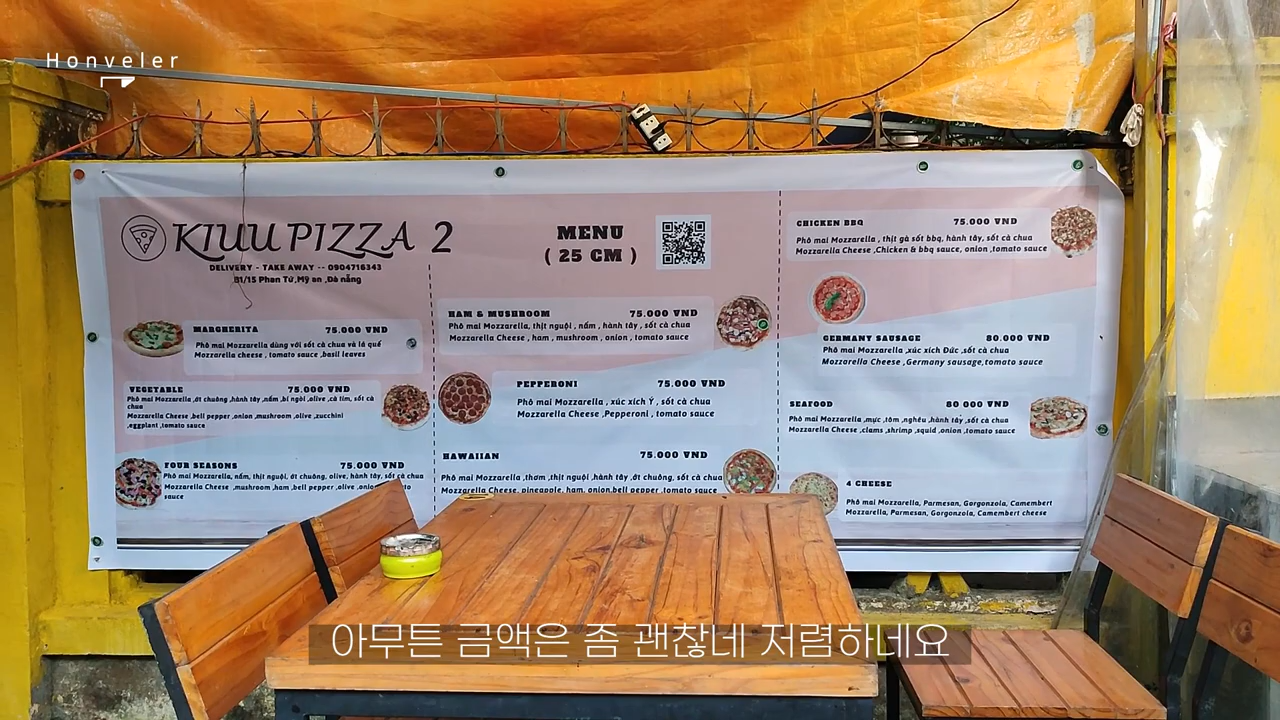 Honveler
KIUU PIZZA 2
DELIVERY - TAKE AWAY -- 0904716343
81/15 Phan Tứ,Mỹ an ,Đà nẵng
MENU
( 25 CM )
MARGHERITA 75.000 VND
Phô mai Mozzarella dùng với sốt cà chua và lá quế
Mozzarella cheese , tomato sauce ,basil leaves
VEGETABLE 75.000 VND
Phô mai Mozzarella ,ớt chuông ,hành tây ,nấm ,bí ngòi ,olive ,cà tím, sốt cà
chua
Mozzarella Cheese ,bell pepper ,onion ,mushroom ,olive ,zucchini
,eggplant ,tomato sauce
FOUR SEASONS 75.000 VND
Phô mai Mozzarella, nấm, thịt nguội, ớt chuông, olive, hành tây, sốt cà chua
Mozzarella Cheese ,mushroom ,ham ,bell pepper ,olive ,onion
sauce
HAM & MUSHROOM 75.000 VND
Phô mai Mozzarella, thịt nguội , nấm , hành tây , sốt cà chua
Mozzarella Cheese , ham , mushroom , onion , tomato sauce
PEPPERONI 75.000 VND
Phô mai Mozzarella , xúc xích Ý , sốt cà chua
Mozzarella Cheese ,Pepperoni , tomato sauce
HAWAIIAN 75.000 VND
Phô mai Mozzarella ,thơm ,thịt nguội ,hành tây ,ớt chuông, sốt cà chua
Mozzarella Cheese, pineapple, ham, onion,bell pepper ,tomato sauce
CHICKEN BBQ 75.000 VND
Phô mai Mozzarella , thịt gà sốt bbq, hành tây, sốt cà chua
Mozzarella Cheese ,Chicken & bbq sauce, onion ,tomato sauce
GERMANY SAUSAGE 80.000 VND
Phô mai Mozzarella ,xúc xích Đức ,sốt cà chua
Mozzarella Cheese ,Germany sausage,tomato sauce
SEAFOOD 80 000 VND
Phô mai Mozzarella ,mực ,tôm ,nghêu ,hành tây ,sốt cà chua
Mozzarella Cheese ,clams ,shrimp ,squid ,onion ,tomato sauce
4 CHEESE
Phô mai Mozzarella, Parmesan, Gorgonzola, Camembert
Mozzarella, Parmesan, Gorgonzola, Camembert cheese
아무튼 금액은 좀 괜찮네 저렴하네요